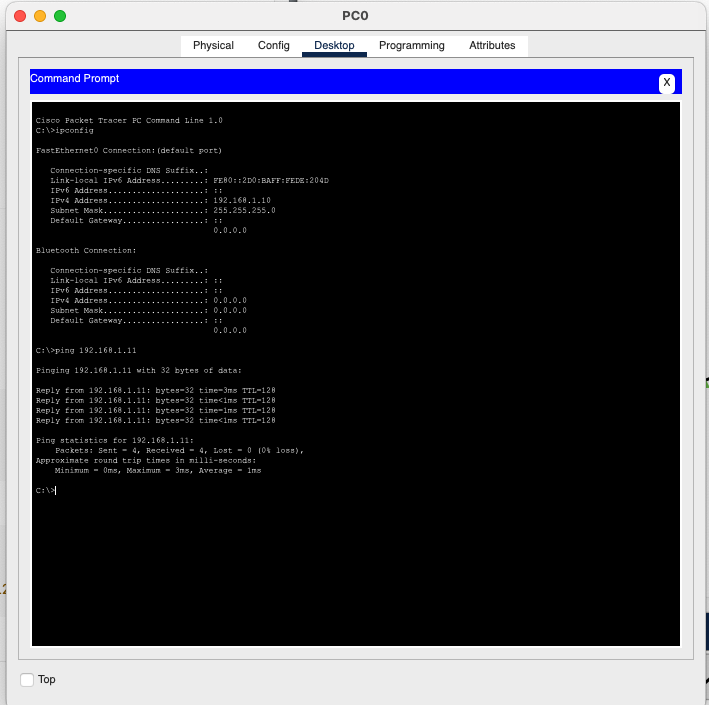 PC0
Physical Config Desktop Programming Attributes
Command Prompt
X
Cisco Packet Tracer PC Command Line 1.0
C:\>ipconfig
FastEthernet0 Connection:(default port)
Connection-specific DNS Suffix..:
Link-local IPv6 Address.........: FE80::2D0:BAFF:FEDE:204D
IPv6 Address....................: ::
IPv4 Address....................: 192.168.1.10
Subnet Mask.....................: 255.255.255.0
Default Gateway.................: ::
0.0.0.0
Bluetooth Connection:
Connection-specific DNS Suffix..:
Link-local IPv6 Address.........: ::
IPv6 Address....................: ::
IPv4 Address....................: 0.0.0.0
Subnet Mask.....................: 0.0.0.0
Default Gateway.................: ::
0.0.0.0
C:\>ping 192.168.1.11
Pinging 192.168.1.11 with 32 bytes of data:
Reply from 192.168.1.11: bytes=32 time=3ms TTL=128
Reply from 192.168.1.11: bytes=32 time<1ms TTL=128
Reply from 192.168.1.11: bytes=32 time=1ms TTL=128
Reply from 192.168.1.11: bytes=32 time<1ms TTL=128
Ping statistics for 192.168.1.11:
Packets: Sent = 4, Received = 4, Lost = 0 (0% loss),
Approximate round trip times in milli-seconds:
Minimum = 0ms, Maximum = 3ms, Average = 1ms
C:\>
Top